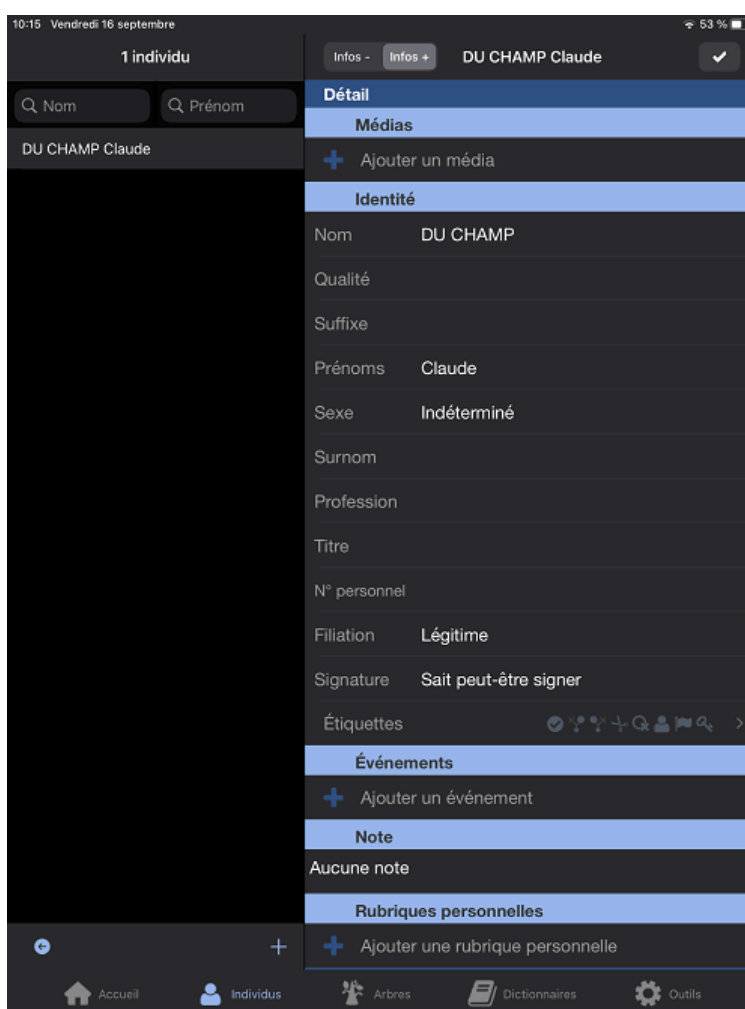 10:15 Vendredi 16 septembre
53 %
1 individu
Nom
Prénom
DU CHAMP Claude
Infos -
Infos +
DU CHAMP Claude
Détail
Médias
Ajouter un média
Identité
Nom DU CHAMP
Qualité
Suffixe
Prénoms Claude
Sexe Indéterminé
Surnom
Profession
Titre
N° personnel
Filiation Légitime
Signature Sait peut-être signer
Étiquettes
Événements
Ajouter un événement
Note
Aucune note
Rubriques personnelles
Ajouter une rubrique personnelle
Accueil
Individus
Arbres
Dictionnaires
Outils